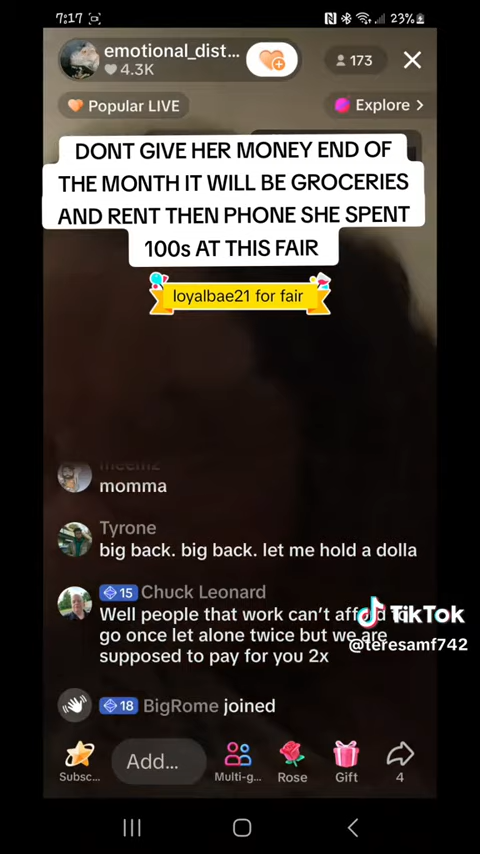 7:17
23%
emotional_dist...
4.3K
173
Popular LIVE
Explore >
DONT GIVE HER MONEY END OF
THE MONTH IT WILL BE GROCERIES
AND RENT THEN PHONE SHE SPENT
100s AT THIS FAIR
loyalbae21 for fair
momma
Tyrone
big back. big back. let me hold a dolla
15 Chuck Leonard
Well people that work can't afford to
go once let alone twice but we are
supposed to pay for you 2x
TikTok
@teresamf742
18 BigRome joined
Subsc...
Add...
Multi-g...
Rose
Gift
4